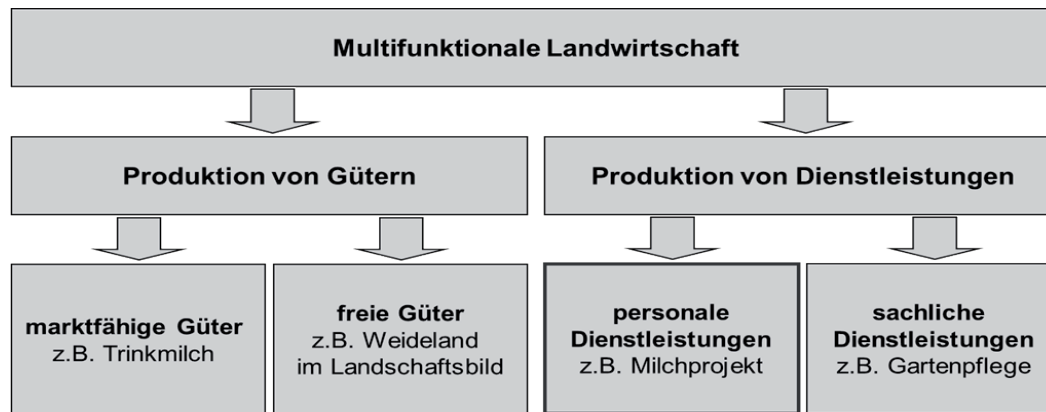 Multifunktionale Landwirtschaft
Produktion von Gütern
Produktion von Dienstleistungen
marktfähige Güter
z.B. Trinkmilch
freie Güter
z.B. Weideland
im Landschaftsbild
personale
Dienstleistungen
z.B. Milchprojekt
sachliche
Dienstleistungen
z.B. Gartenpflege